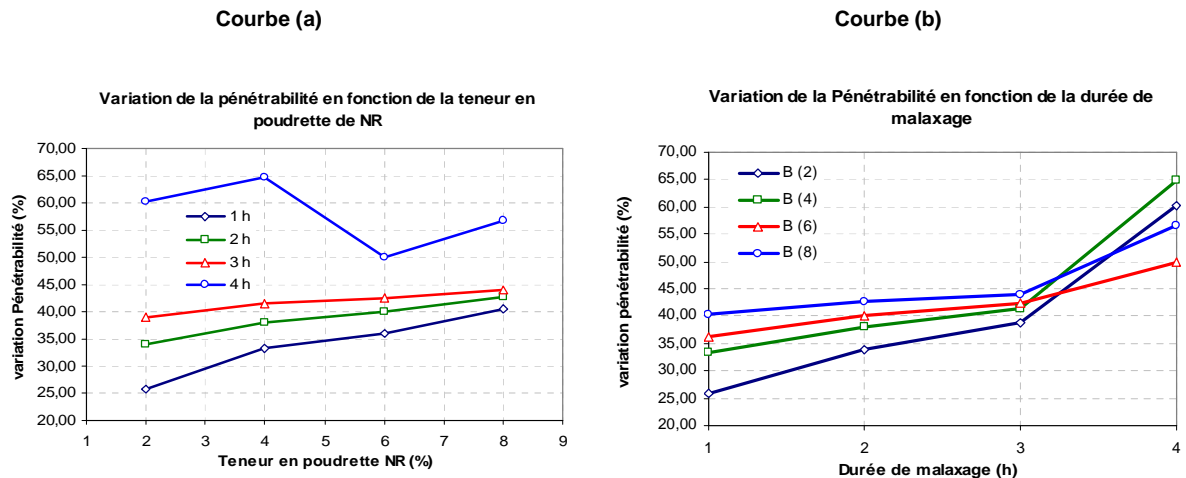 Courbe (a)
Variation de la pénétrabilité en fonction de la teneur en
poudrette de NR
variation Pénétrabilité (%)
70,00
65,00
60,00
55,00
50,00
45,00
40,00
35,00
30,00
25,00
20,00
1 h
2 h
3 h
4 h
1 2 3 4 5 6 7 8 9
Teneur en poudrette NR (%)
Courbe (b)
Variation de la Pénétrabilité en fonction de la durée de
malaxage
variation pénétrabilité (%)
70,00
65,00
60,00
55,00
50,00
45,00
40,00
35,00
30,00
25,00
20,00
B (2)
B (4)
B (6)
B (8)
1 2 3 4
Durée de malaxage (h)